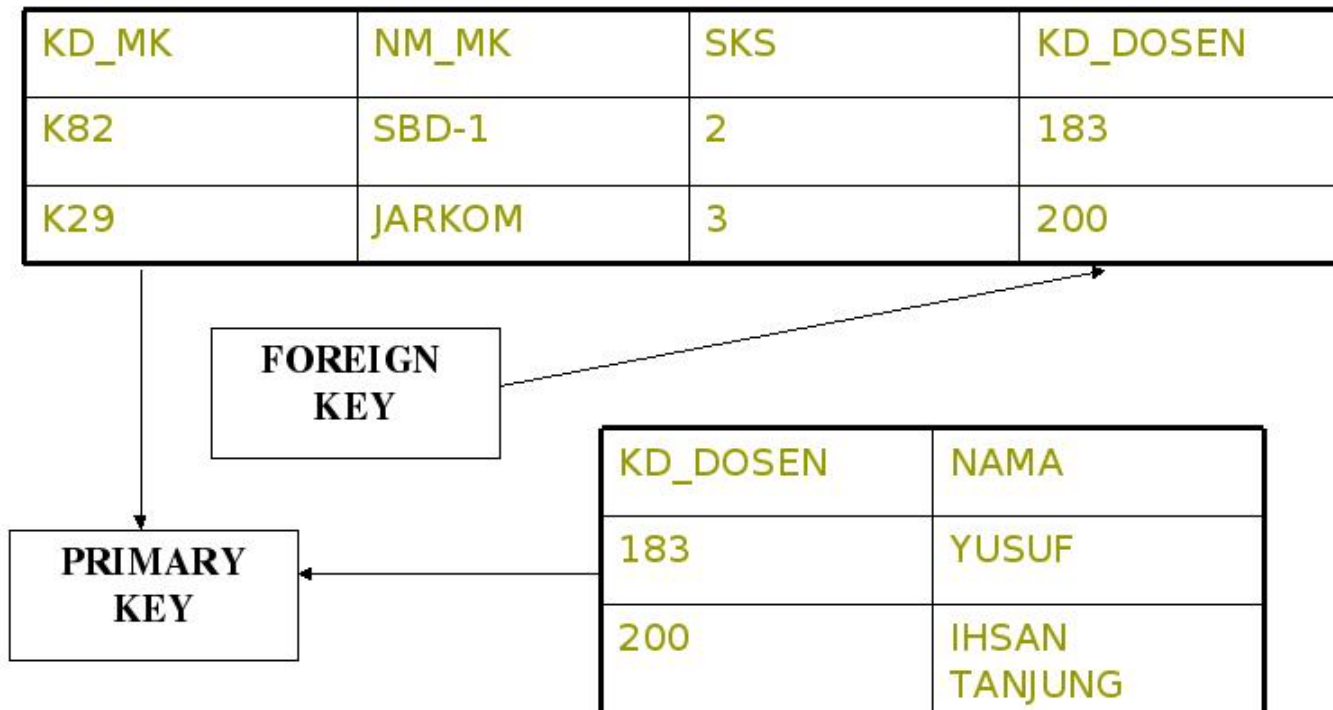 KD_MK NM_MK SKS KD_DOSEN
K82 SBD-1 2 183
K29 JARKOM 3 200
FOREIGN
KEY
KD_DOSEN NAMA
183 YUSUF
200 IHSAN
TANJUNG
PRIMARY
KEY